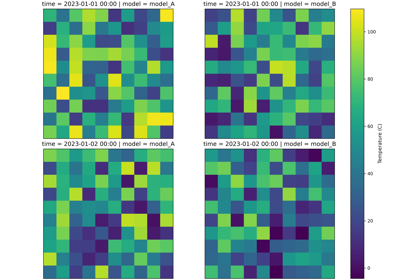 time = 2023-01-01 00:00 | model = model_A
time = 2023-01-01 00:00 | model = model_B
time = 2023-01-02 00:00 | model = model_A
time = 2023-01-02 00:00 | model = model_B
100
80
60
40
20
0
Temperature (C)